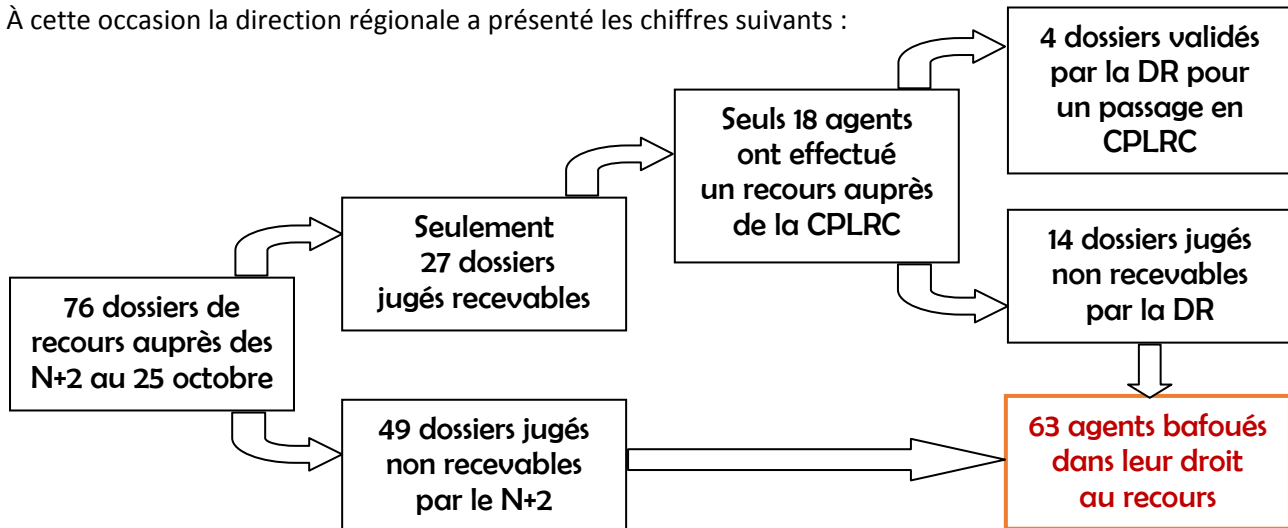 À cette occasion la direction régionale a présenté les chiffres suivants :
76 dossiers de
recours auprès des
N+2 au 25 octobre
Seulement
27 dossiers
jugés recevables
49 dossiers jugés
non recevables
par le N+2
Seuls 18 agents
ont effectué
un recours auprès
de la CPLRC
4 dossiers validés
par la DR pour
un passage en
CPLRC
14 dossiers jugés
non recevables
par la DR
63 agents bafoués
dans leur droit
au recours